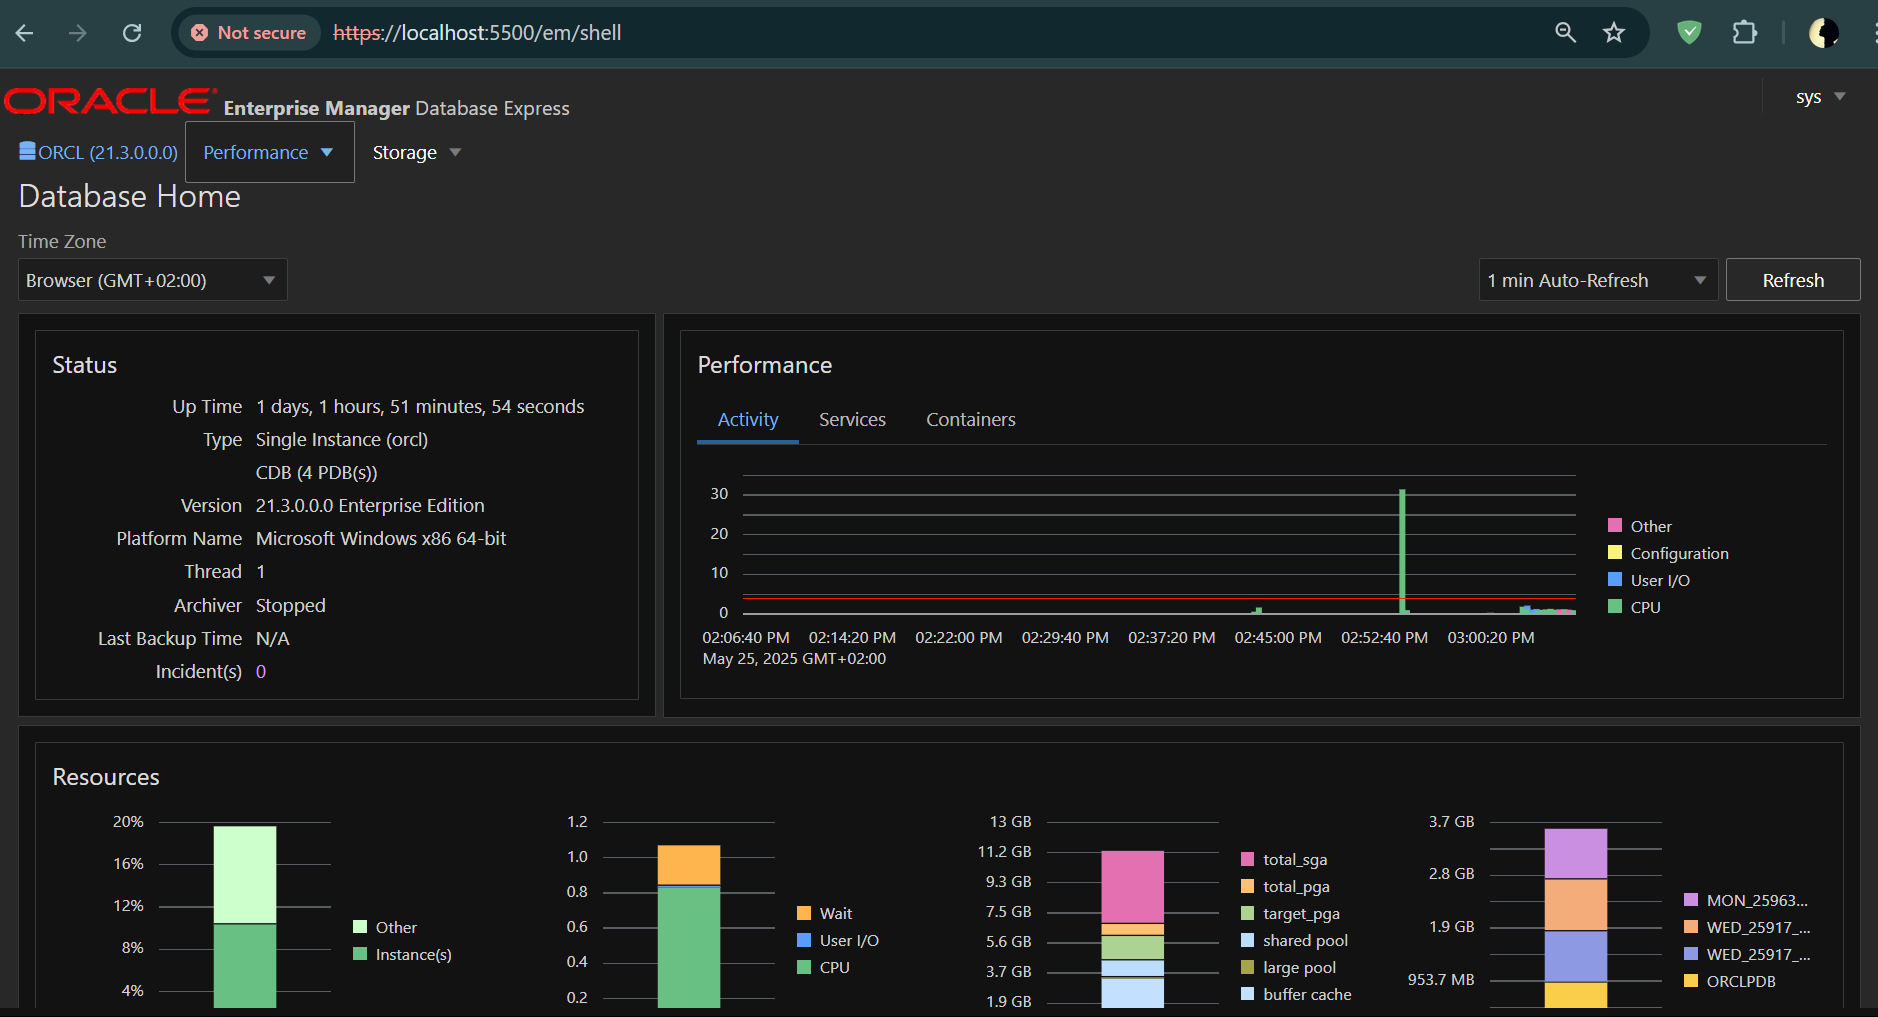 Not secure https://localhost:5500/em/shell
ORACLE Enterprise Manager Database Express
sys
ORCL (21.3.0.0.0) Performance Storage
Database Home
Time Zone
Browser (GMT+02:00)
1 min Auto-Refresh Refresh
Status
Up Time 1 days, 1 hours, 51 minutes, 54 seconds
Type Single Instance (orcl)
CDB (4 PDB(s))
Version 21.3.0.0.0 Enterprise Edition
Platform Name Microsoft Windows x86 64-bit
Thread 1
Archiver Stopped
Last Backup Time N/A
Incident(s) 0
Performance
Activity Services Containers
30
20
10
0
02:06:40 PM 02:14:20 PM 02:22:00 PM 02:29:40 PM 02:37:20 PM 02:45:00 PM 02:52:40 PM 03:00:20 PM
May 25, 2025 GMT+02:00
Other
Configuration
User I/O
CPU
Resources
20%
16%
12%
8%
4%
Other
Instance(s)
1.2
1.0
0.8
0.6
0.4
0.2
Wait
User I/O
CPU
13 GB
11.2 GB
9.3 GB
7.5 GB
5.6 GB
3.7 GB
1.9 GB
total_sga
total_pga
target_pga
shared pool
large pool
buffer cache
3.7 GB
2.8 GB
1.9 GB
953.7 MB
MON_25963...
WED_25917_...
WED_25917_...
ORCLPDB